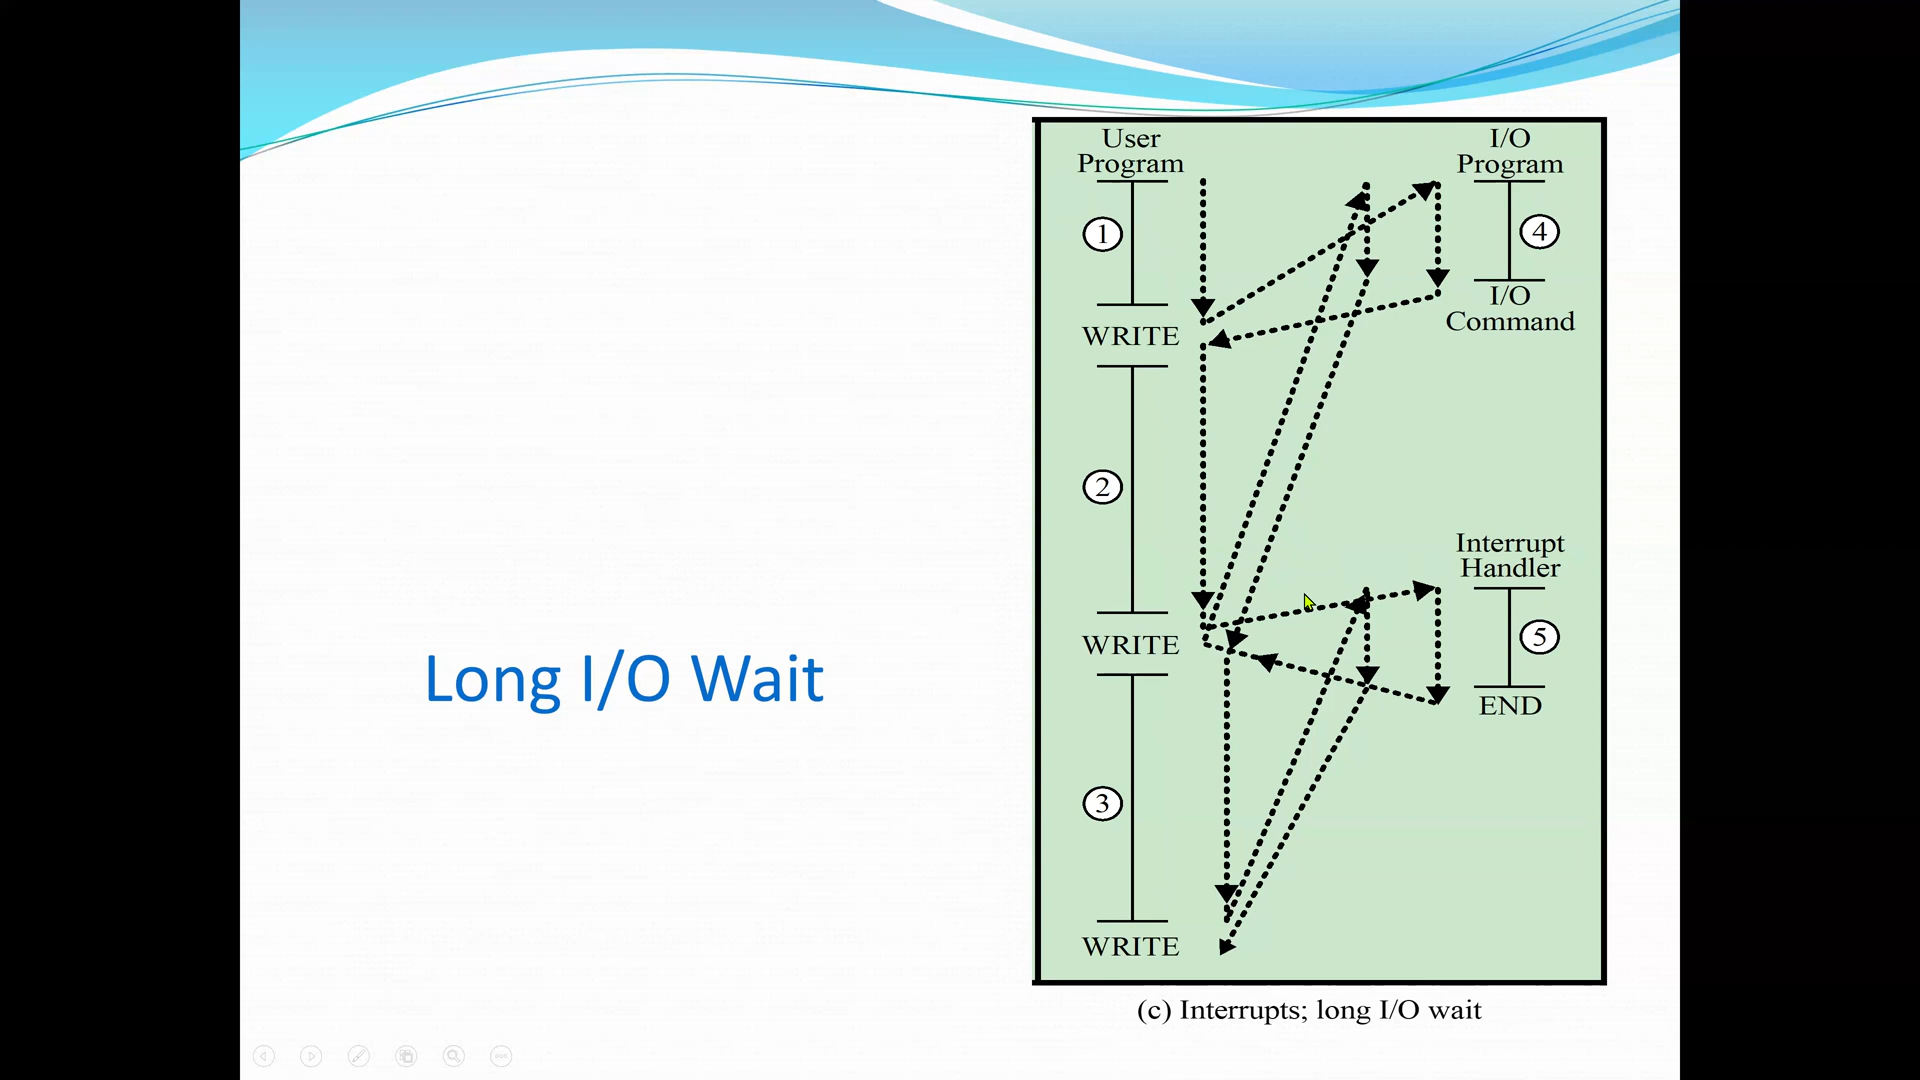 Long I/O Wait
User
Program
I/O
Program
1
4
I/O
Command
WRITE
2
Interrupt
Handler
WRITE
5
END
3
WRITE
(c) Interrupts; long I/O wait